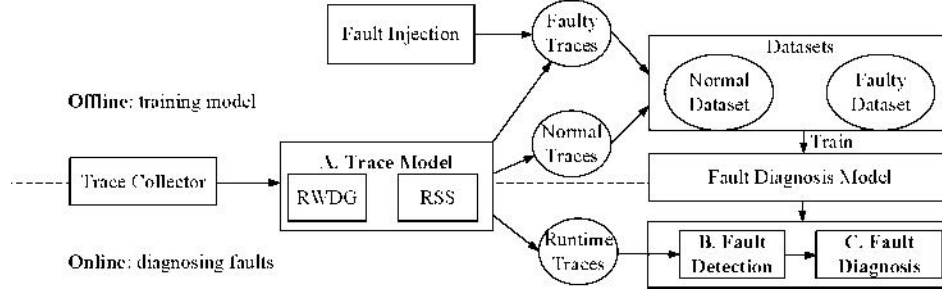 Fault Injection
Faulty
Traces
Datasets
Normal
Dataset
Faulty
Dataset
Offline: training model
Normal
Traces
Train
A. Trace Model
Trace Collector
RWDG
RSS
Fault Diagnosis Model
Online: diagnosing faults
Runtime
Traces
B. Fault
Detection
C. Fault
Diagnosis